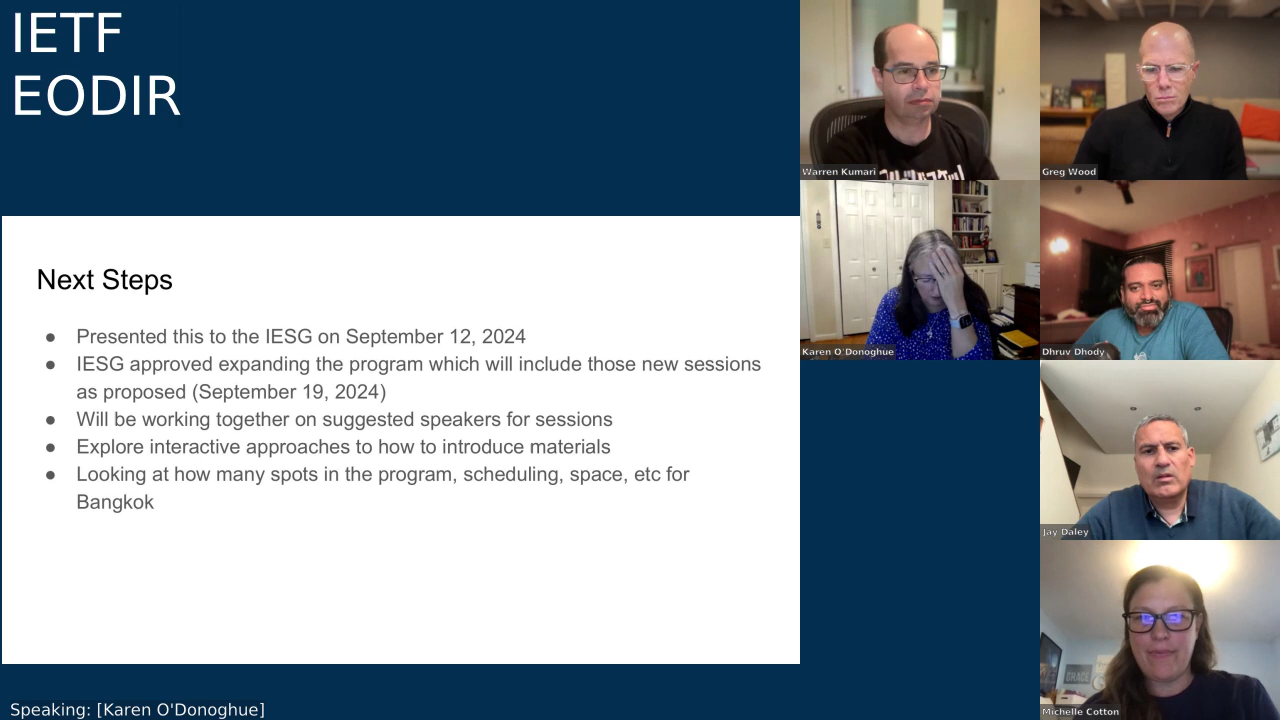 IETF
EODIR
Next Steps
● Presented this to the IESG on September 12, 2024
● IESG approved expanding the program which will include those new sessions
as proposed (September 19, 2024)
● Will be working together on suggested speakers for sessions
● Explore interactive approaches to how to introduce materials
● Looking at how many spots in the program, scheduling, space, etc for
Bangkok
Speaking: [Karen O'Donoghue]
Warren Kumari
Greg Wood
Karen O'Donoghue
Dhruv Dhody
Jay Daley
GRACE
Michelle Cotton